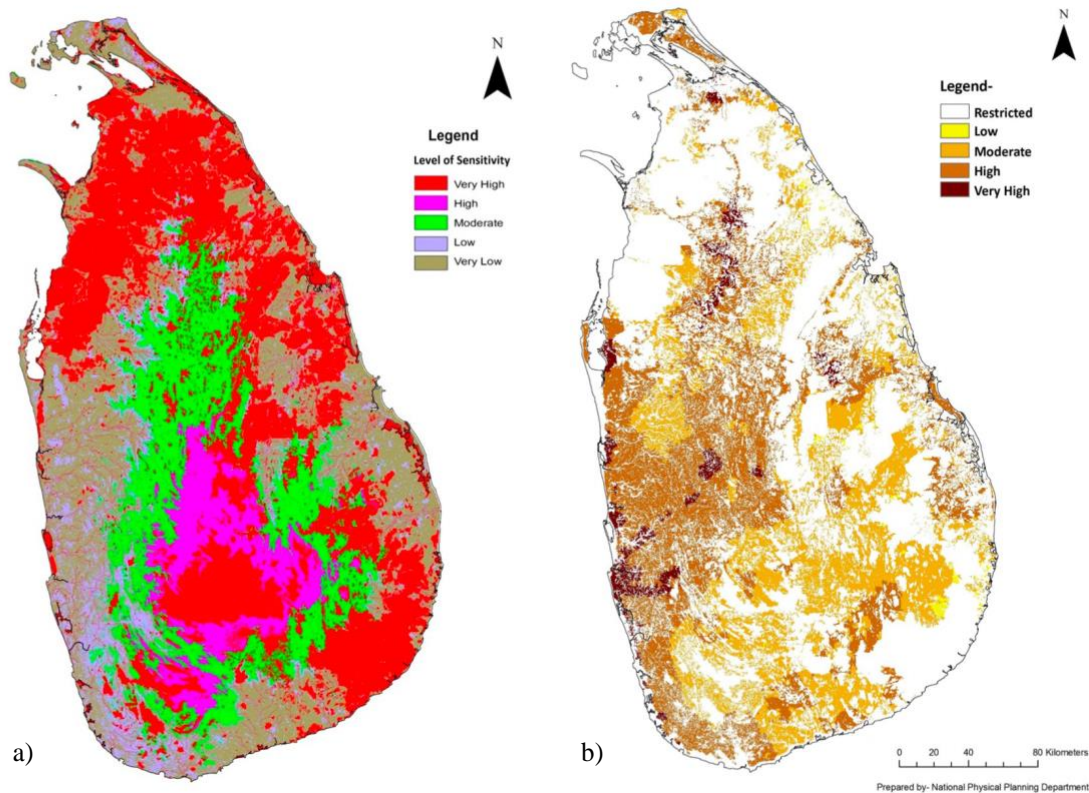 N
Legend
Level of Sensitivity
Very High
High
Moderate
Low
Very Low
a)
N
Legend-
Restricted
Low
Moderate
High
Very High
b)
0 20 40 80 Kilometers
Prepared by- National Physical Planning Department